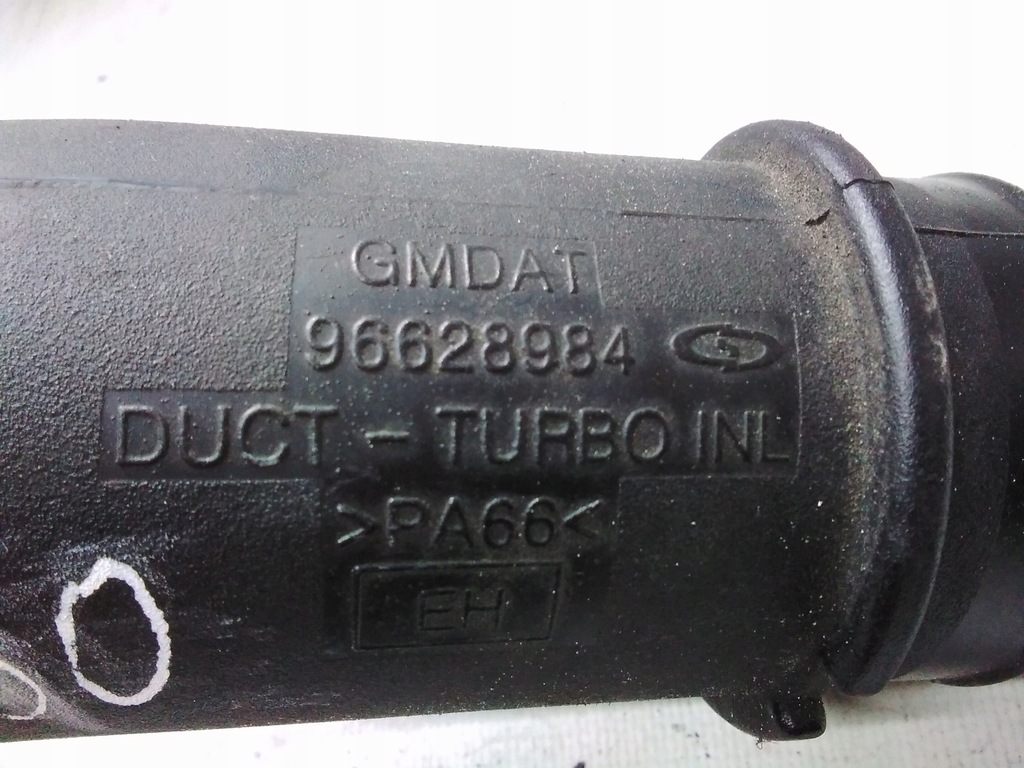 GMDAT
96628984
DUCT - TURBO INL
>PA66<
EH